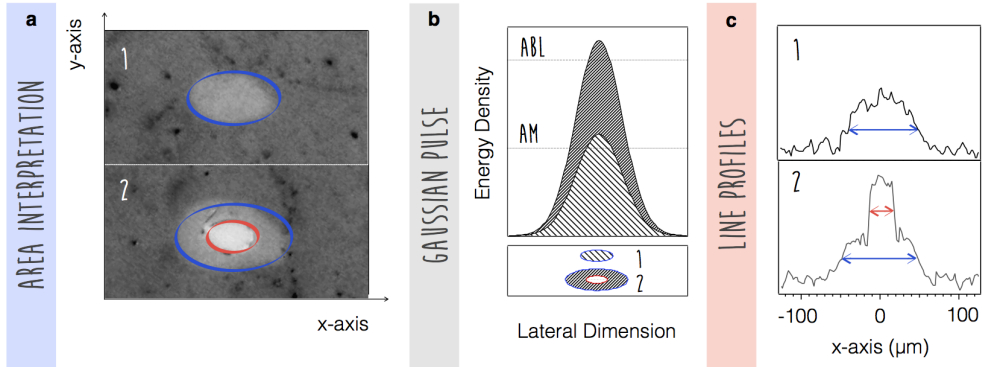 a
AREA INTERPRETATION
y-axis
1
2
x-axis
b
GAUSSIAN PULSE
Energy Density
ABL
AM
1
2
Lateral Dimension
c
LINE PROFILES
1
2
-100 0 100
x-axis (µm)